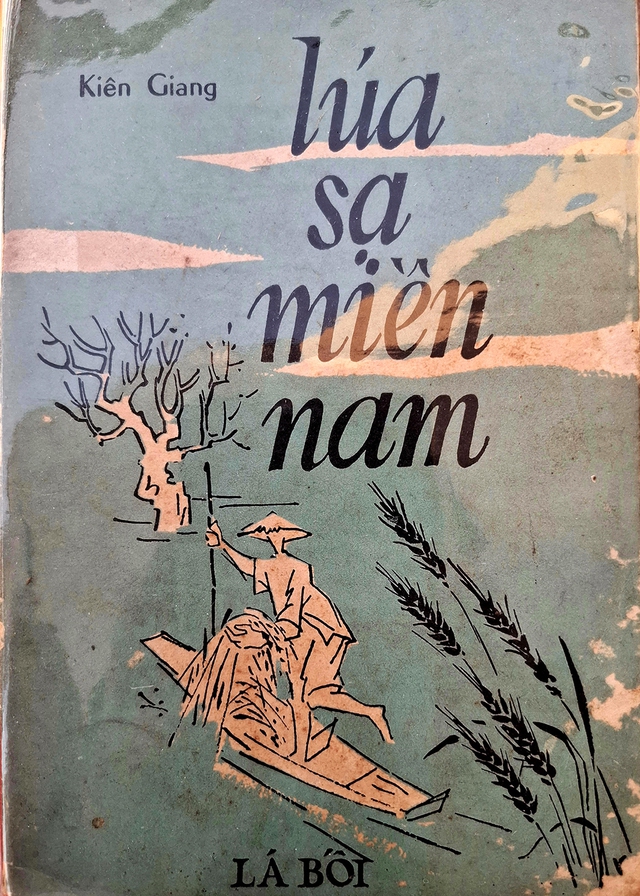 Kiên Giang
lúa
sạ
miền
nam
LÁ BỐI